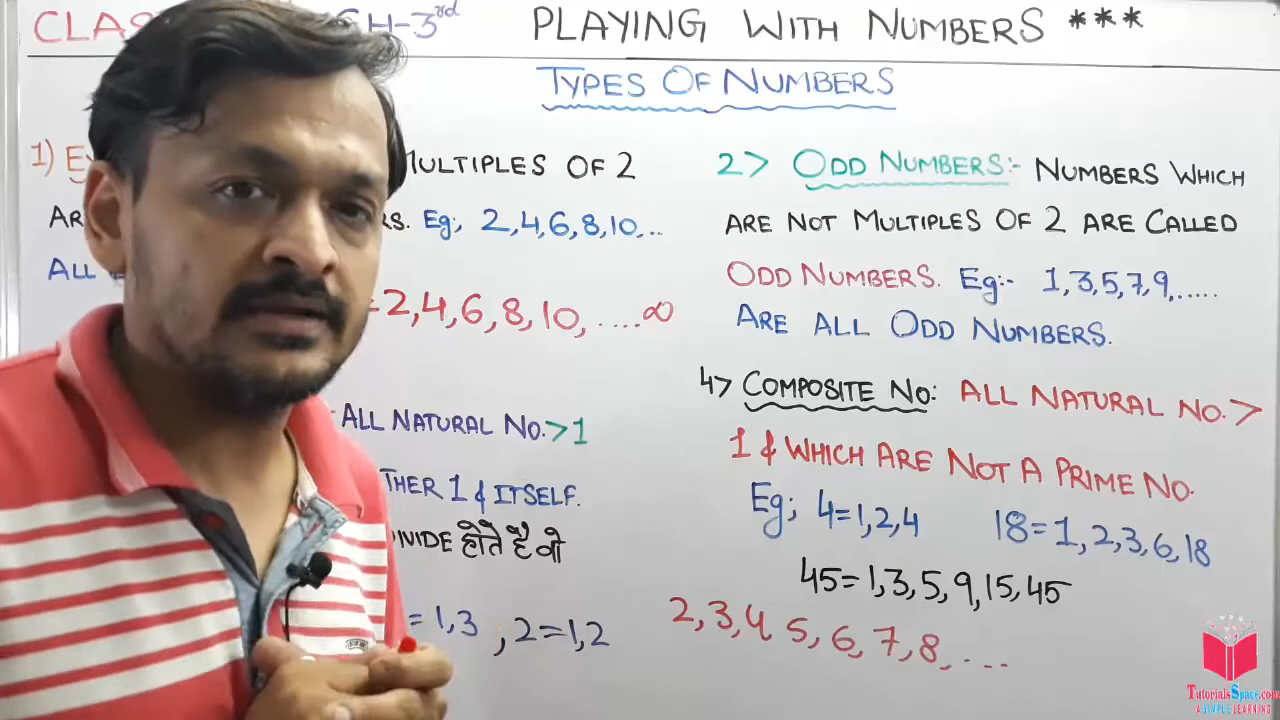 CLAS H-3rd PLAYING WITH NUMBERS ***
TYPES OF NUMBERS
1) E MULTIPLES OF 2
AR RS. Eg; 2,4,6,8,10,..
ALL
=2,4,6,8,10,....∞
ALL NATURAL NO.>1
THER 1 & ITSELF.
IVIDE होते है वो
=1,3 , 2=1,2
2> ODD NUMBERS:- NUMBERS WHICH
ARE NOT MULTIPLES OF 2 ARE CALLED
ODD NUMBERS. Eg:- 1,3,5,7,9,.....
ARE ALL ODD NUMBERS.
4> COMPOSITE NO: ALL NATURAL NO. >
1 & WHICH ARE NOT A PRIME NO.
Eg; 4=1,2,4 18=1,2,3,6,18
45=1,3,5,9,15,45
2,3,4 5,6,7,8,...
TutorialsSpace.com
A SIMPLE LEARNING